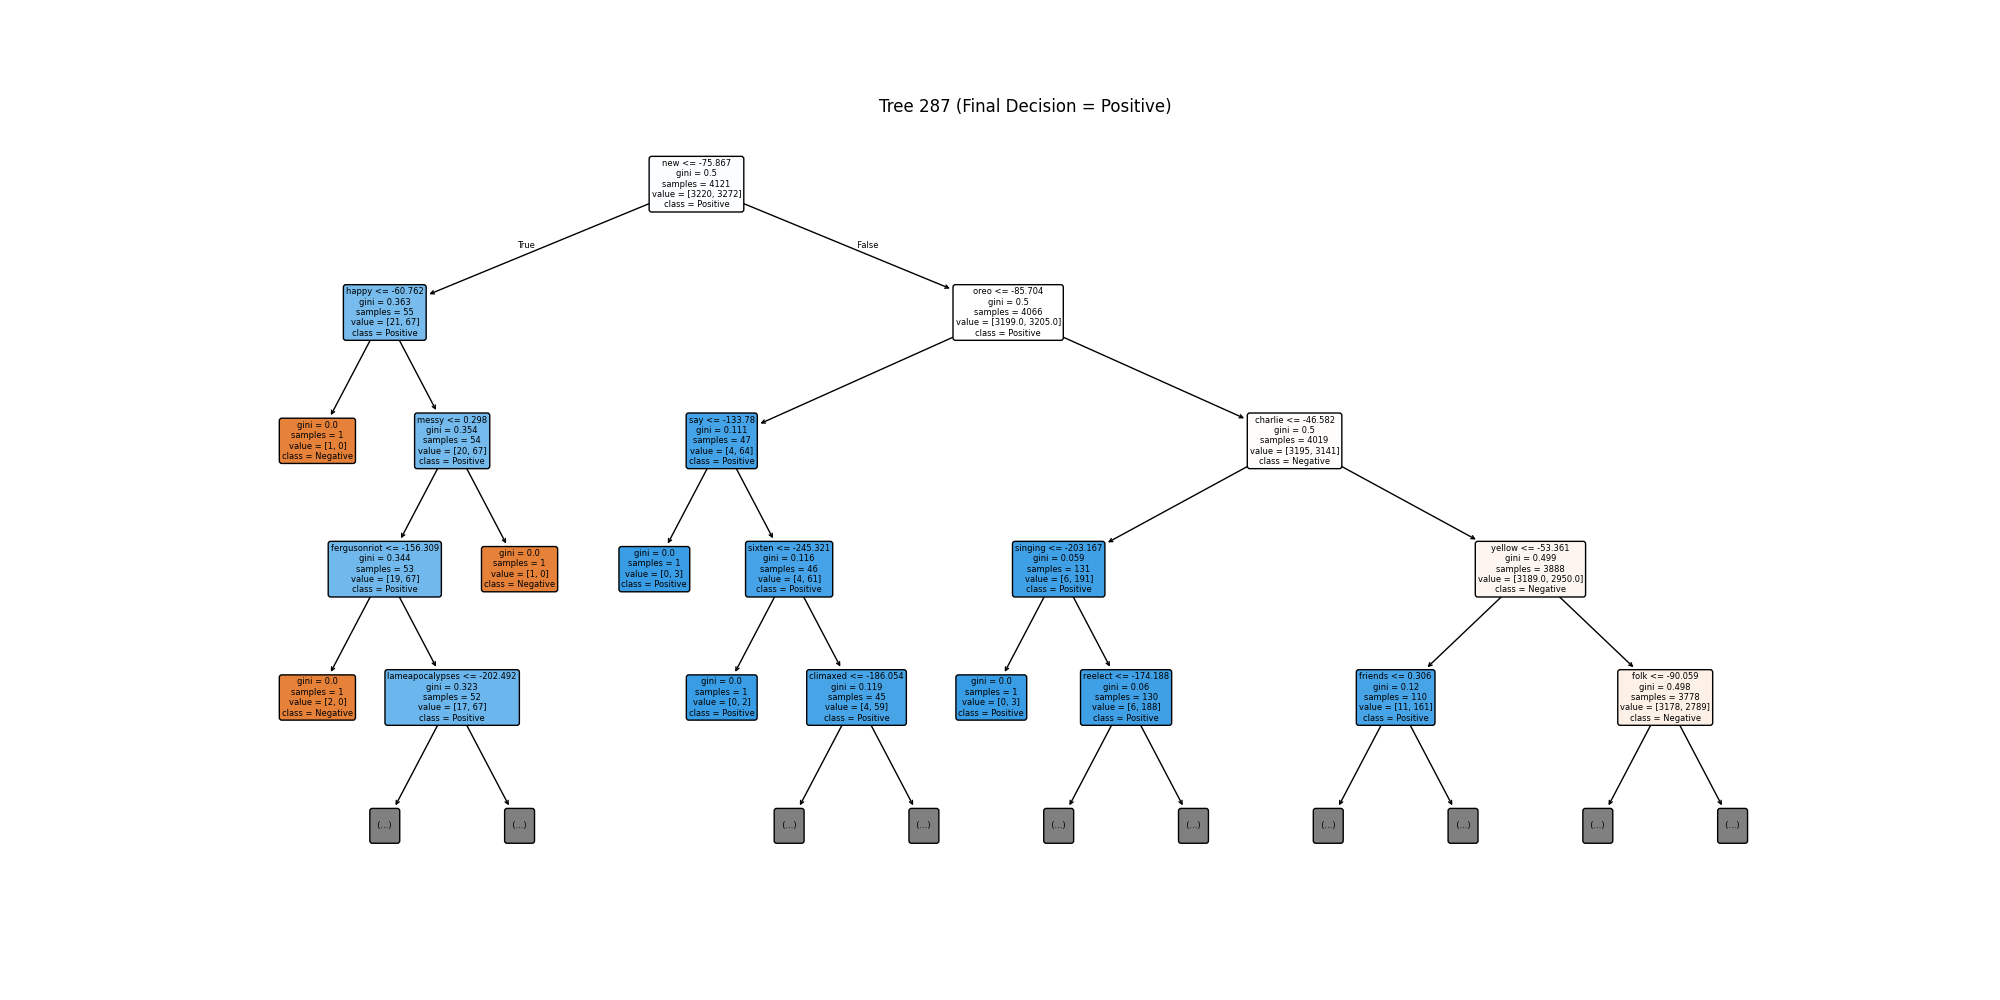 Tree 287 (Final Decision = Positive)
new <= -75.867
gini = 0.5
samples = 4121
value = [3220, 3272]
class = Positive
True
False
happy <= -60.762
gini = 0.363
samples = 55
value = [21, 67]
class = Positive
oreo <= -85.704
gini = 0.5
samples = 4066
value = [3199.0, 3205.0]
class = Positive
gini = 0.0
samples = 1
value = [1, 0]
class = Negative
messy <= 0.298
gini = 0.354
samples = 54
value = [20, 67]
class = Positive
say <= -133.78
gini = 0.111
samples = 47
value = [4, 64]
class = Positive
charlie <= -46.582
gini = 0.5
samples = 4019
value = [3195, 3141]
class = Negative
fergusonriot <= -156.309
gini = 0.344
samples = 53
value = [19, 67]
class = Positive
gini = 0.0
samples = 1
value = [1, 0]
class = Negative
gini = 0.0
samples = 1
value = [0, 3]
class = Positive
sixten <= -245.321
gini = 0.116
samples = 46
value = [4, 61]
class = Positive
singing <= -203.167
gini = 0.059
samples = 131
value = [6, 191]
class = Positive
yellow <= -53.361
gini = 0.499
samples = 3888
value = [3189.0, 2950.0]
class = Negative
gini = 0.0
samples = 1
value = [2, 0]
class = Negative
lameapocalypses <= -202.492
gini = 0.323
samples = 52
value = [17, 67]
class = Positive
gini = 0.0
samples = 1
value = [0, 2]
class = Positive
climaxed <= -186.054
gini = 0.119
samples = 45
value = [4, 59]
class = Positive
gini = 0.0
samples = 1
value = [0, 3]
class = Positive
reelect <= -174.188
gini = 0.06
samples = 130
value = [6, 188]
class = Positive
friends <= 0.306
gini = 0.12
samples = 110
value = [11, 161]
class = Positive
folk <= -90.059
gini = 0.498
samples = 3778
value = [3178, 2789]
class = Negative
(...)
(...)
(...)
(...)
(...)
(...)
(...)
(...)
(...)
(...)